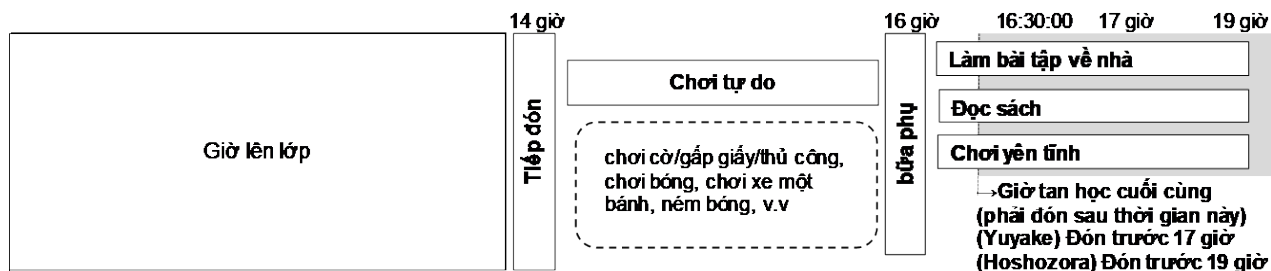 14 giờ
16 giờ
16:30:00
17 giờ
19 giờ
Giờ lên lớp
Tiếp đón
Chơi tự do
chơi cờ/gấp giấy/thủ công,
chơi bóng, chơi xe một
bánh, ném bóng, v.v
bữa phụ
Làm bài tập về nhà
Đọc sách
Chơi yên tĩnh
→Giờ tan học cuối cùng
(phải đón sau thời gian này)
(Yuyake) Đón trước 17 giờ
(Hoshozora) Đón trước 19 giờ